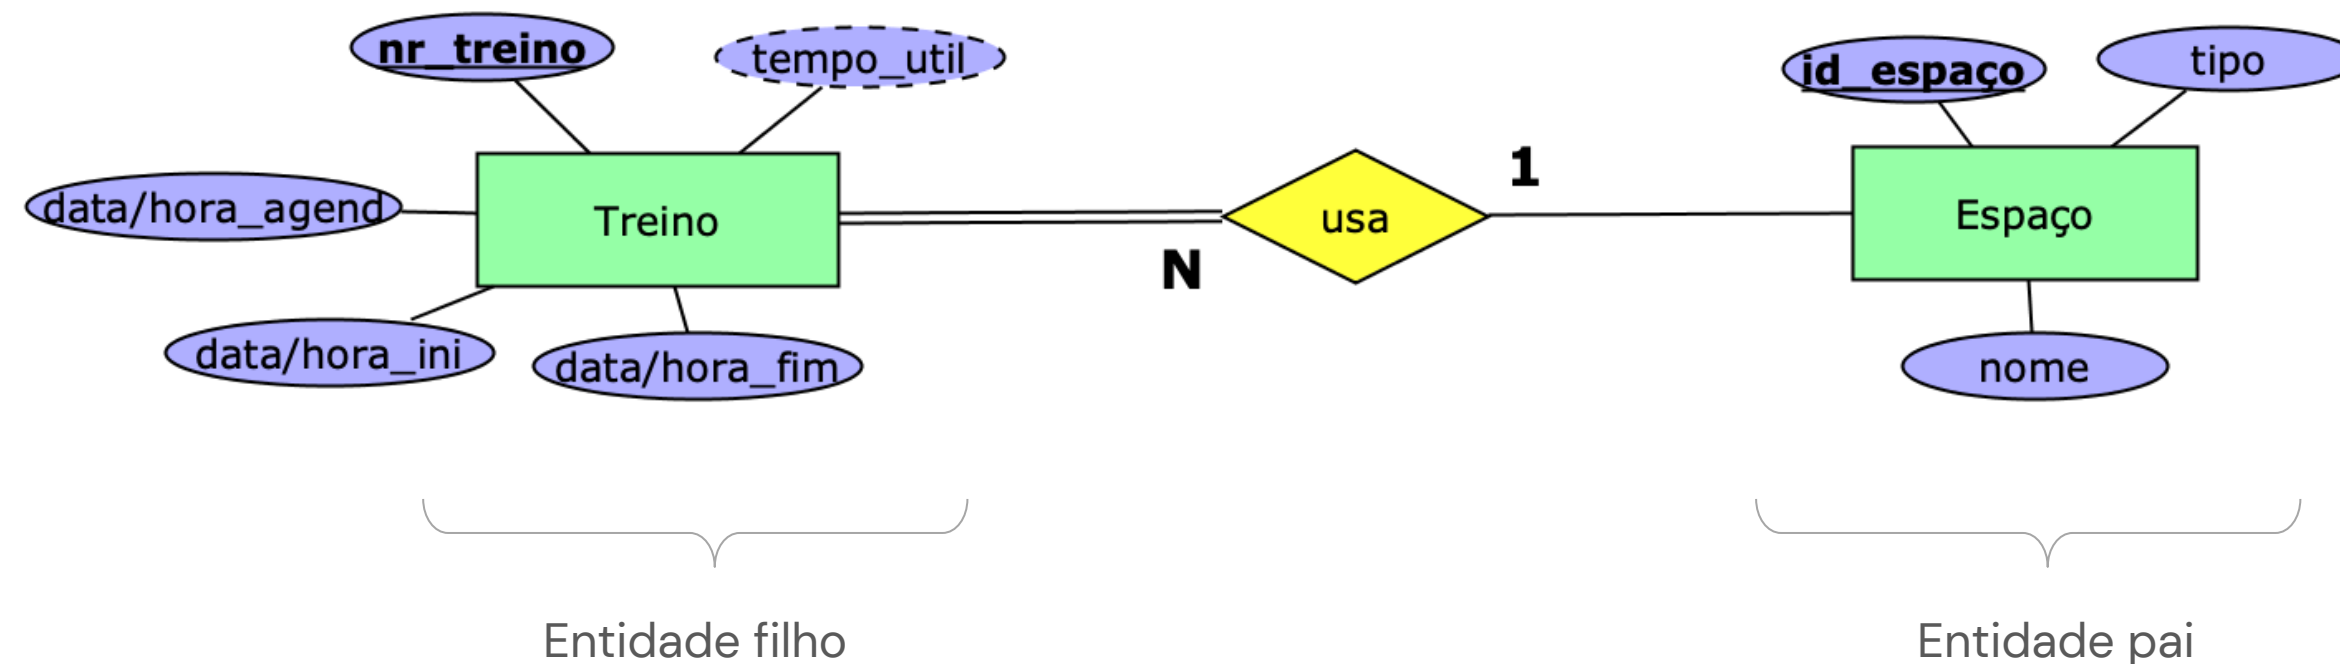 nr_treino
tempo_util
id_espaço
tipo
data/hora_agend
Treino
N
usa
1
Espaço
data/hora_ini
data/hora_fim
nome
Entidade filho
Entidade pai